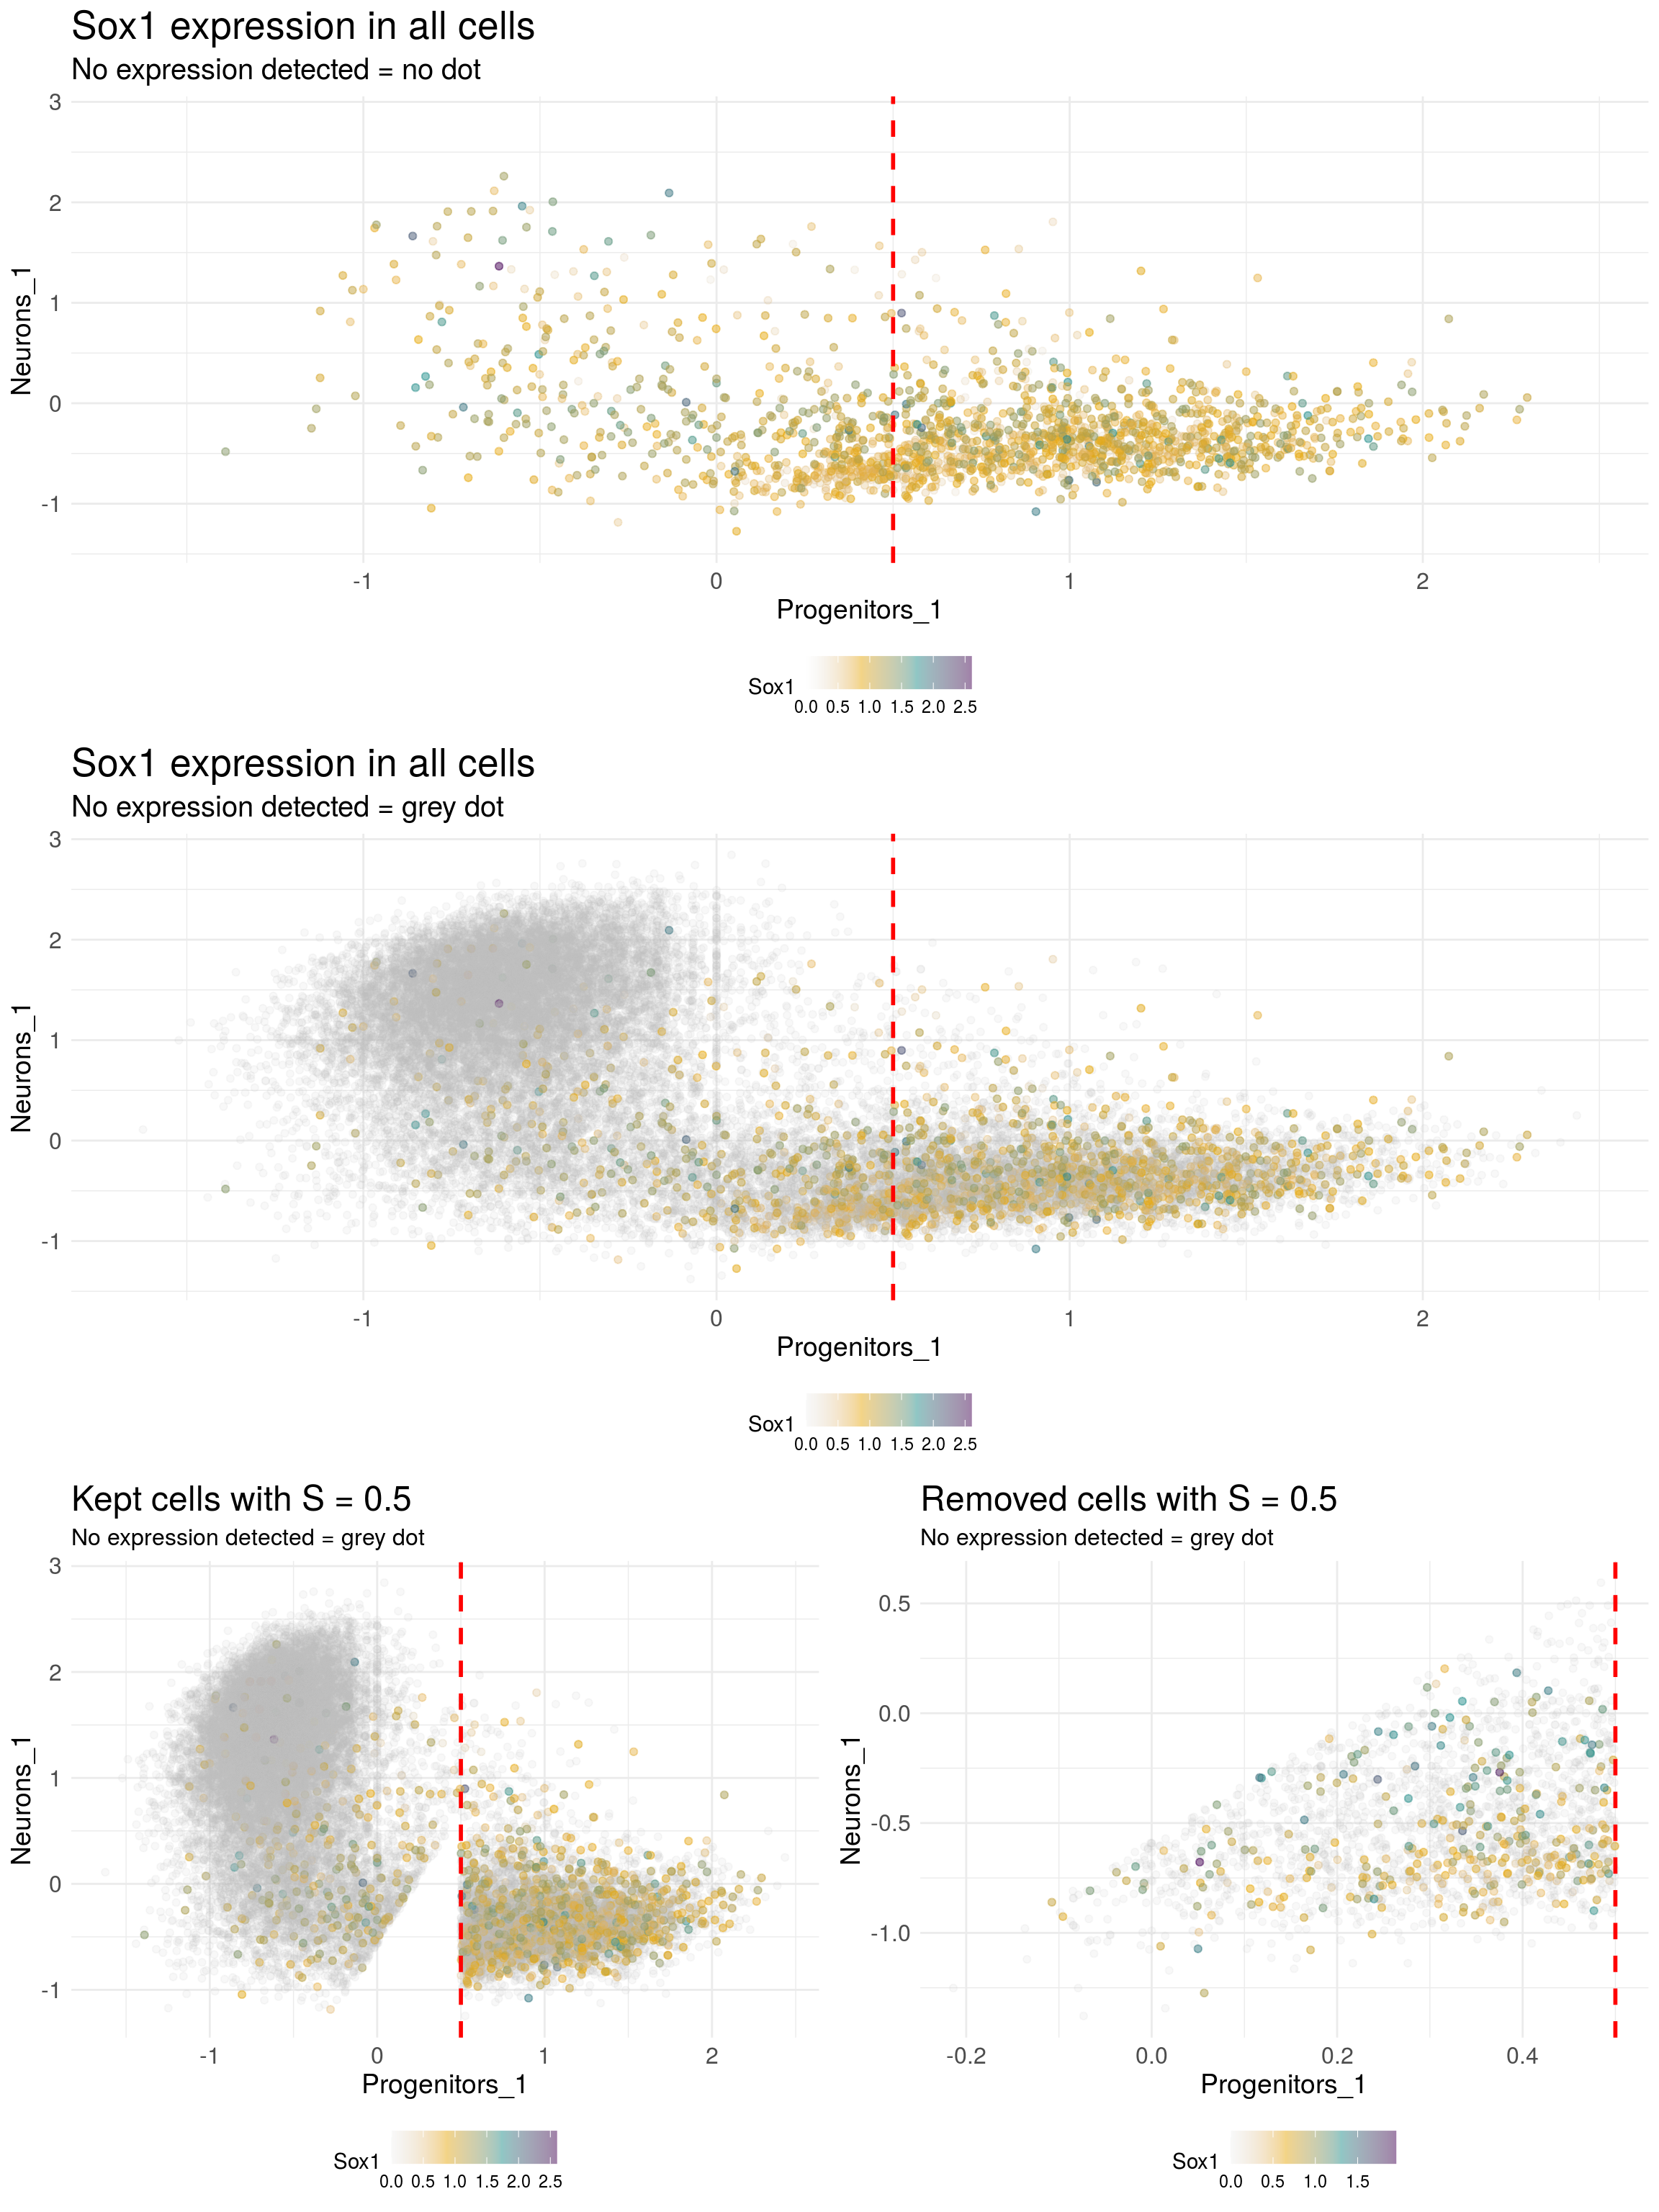 Sox1 expression in all cells
No expression detected = no dot
3
2
1
0
-1
Neurons_1
-1 0 1 2
Progenitors_1
Sox1
0.0 0.5 1.0 1.5 2.0 2.5
Sox1 expression in all cells
No expression detected = grey dot
3
2
1
0
-1
Neurons_1
-1 0 1 2
Progenitors_1
Sox1
0.0 0.5 1.0 1.5 2.0 2.5
Kept cells with S = 0.5
No expression detected = grey dot
3
2
1
0
-1
Neurons_1
-1 0 1 2
Progenitors_1
Sox1
0.0 0.5 1.0 1.5 2.0 2.5
Removed cells with S = 0.5
No expression detected = grey dot
0.5
0.0
-0.5
-1.0
Neurons_1
-0.2 0.0 0.2 0.4
Progenitors_1
Sox1
0.0 0.5 1.0 1.5